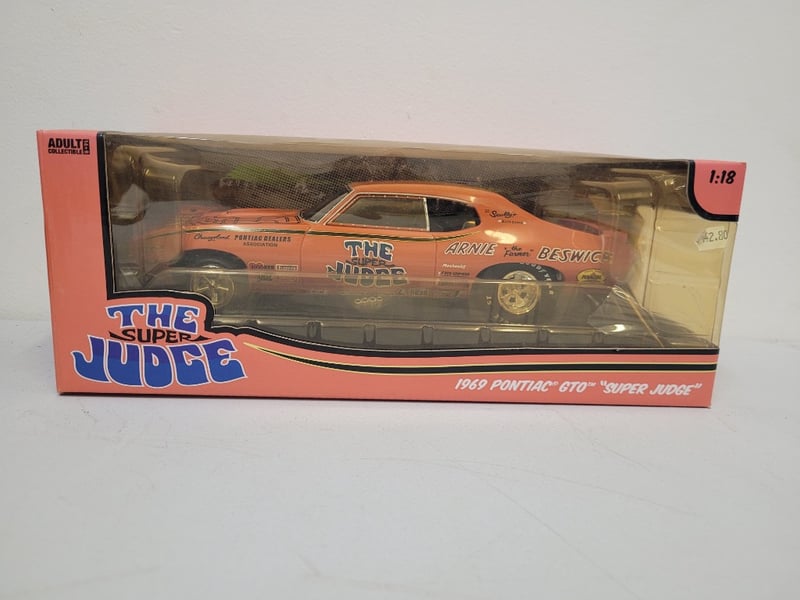 ADULT
COLLECTIBLE
1:18
42.80
Chicagoland PONTIAC DEALERS
ASSOCIATION
THE
SUPER
JUDGE
ARNIE "the Farmer" BESWICK
THE
SUPER
JUDGE
1969 PONTIAC® GTO™ "SUPER JUDGE"